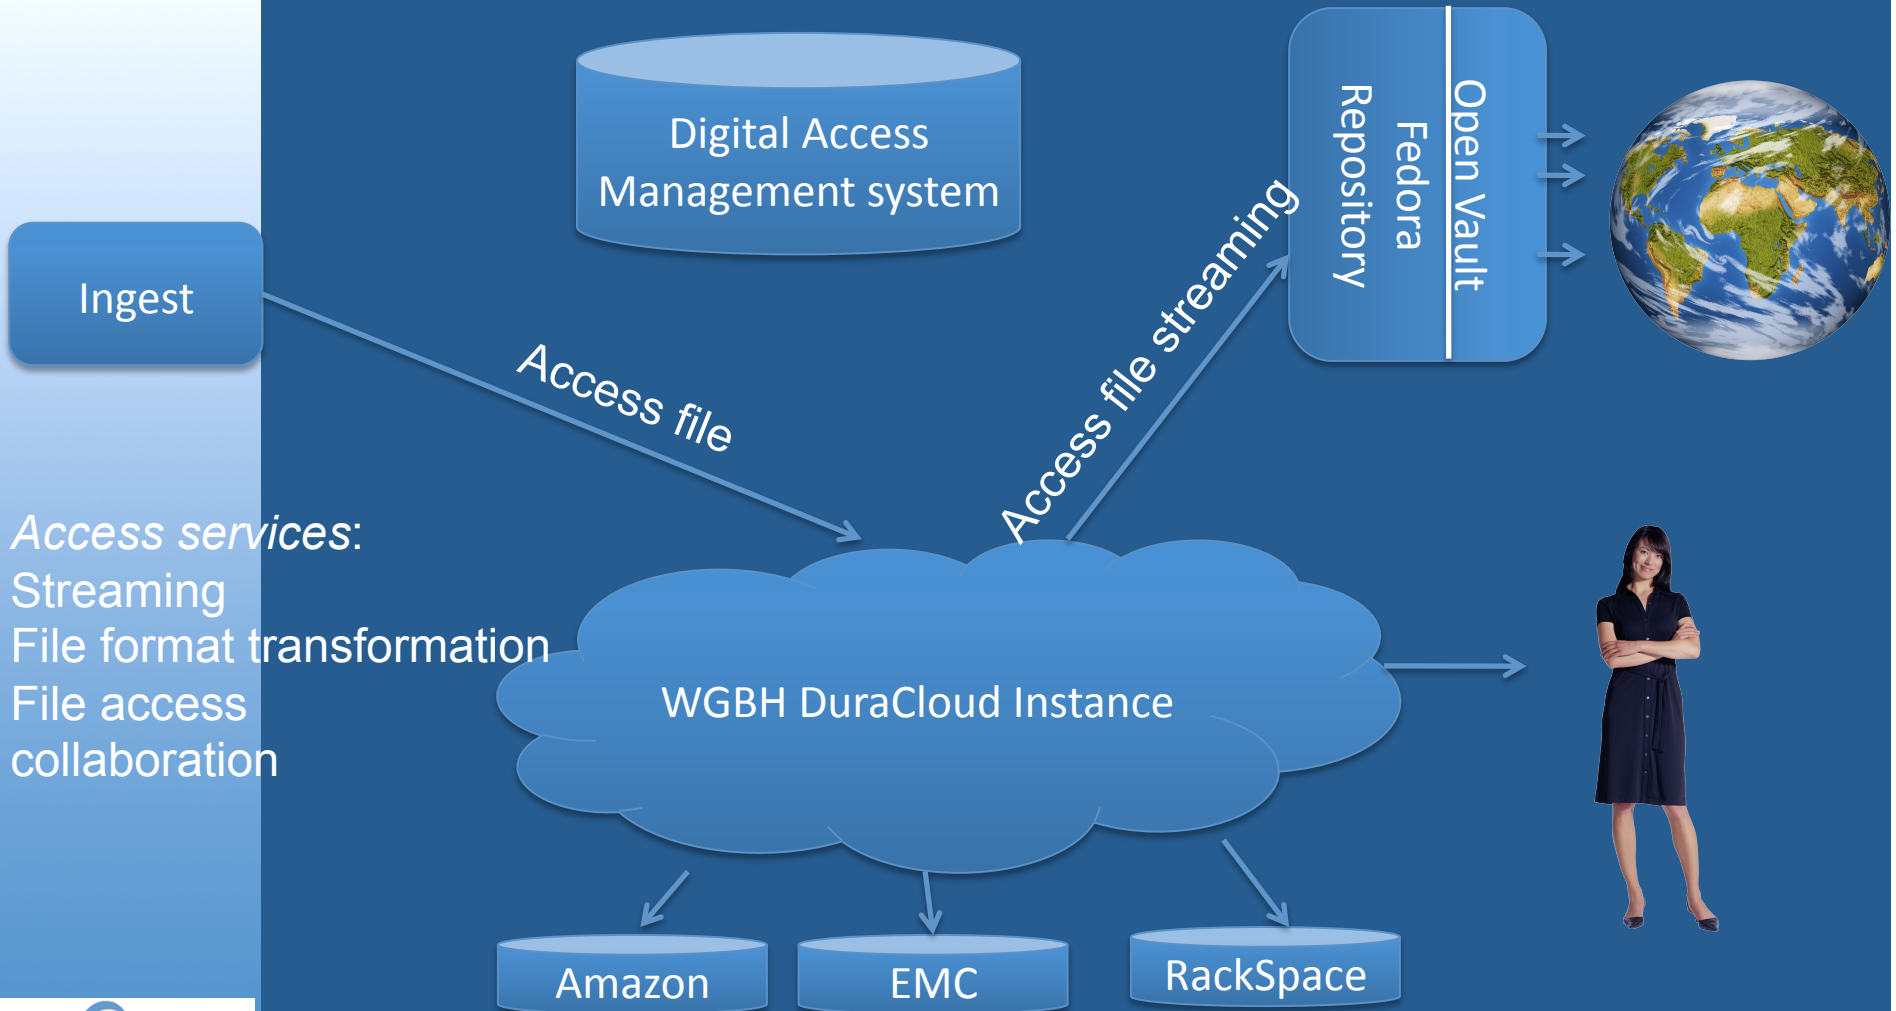 Digital Access
Management system
Open Vault
Fedora
Repository
Ingest
Access file
Access file streaming
Access services:
Streaming
File format transformation
File access
collaboration
WGBH DuraCloud Instance
Amazon
EMC
RackSpace